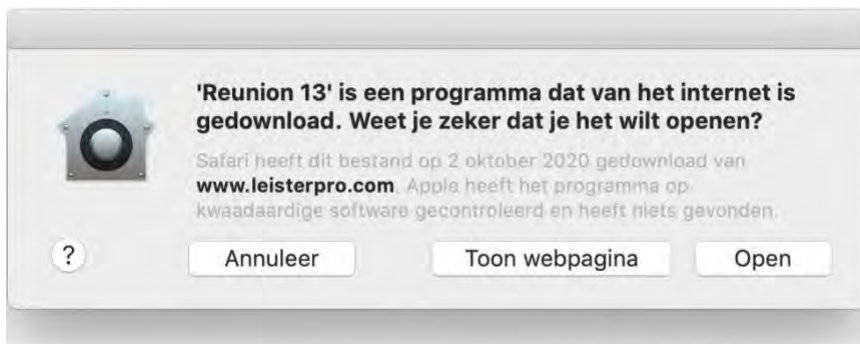 'Reunion 13' is een programma dat van het internet is
gedownload. Weet je zeker dat je het wilt openen?
Safari heeft dit bestand op 2 oktober 2020 gedownload van
www.leisterpro.com. Apple heeft het programma op
kwaadaardige software gecontroleerd en heeft niets gevonden.
? Annuleer Toon webpagina Open